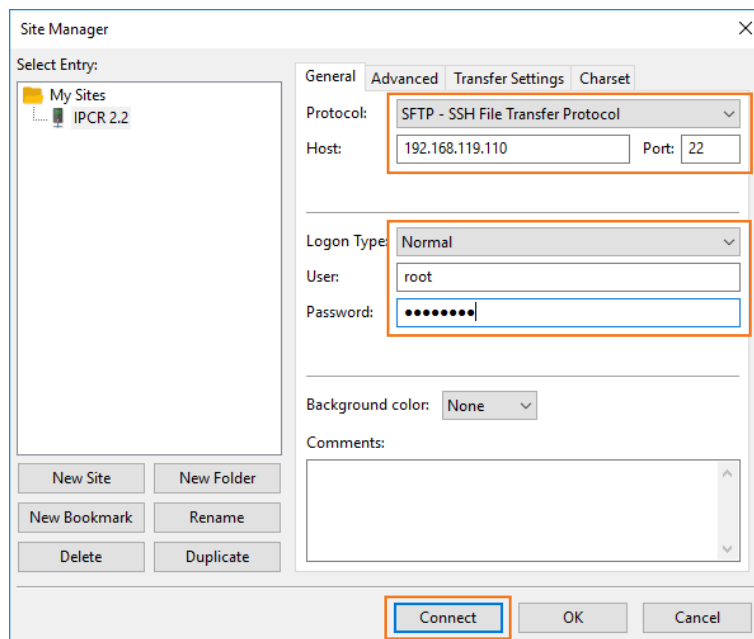 Site Manager
Select Entry:
My Sites
IPCR 2.2
New Site
New Folder
New Bookmark
Rename
Delete
Duplicate
General
Advanced
Transfer Settings
Charset
Protocol:
SFTP - SSH File Transfer Protocol
Host:
192.168.119.110
Port:
22
Logon Type:
Normal
User:
root
Password:
●●●●●●●●
Background color:
None
Comments:
Connect
OK
Cancel